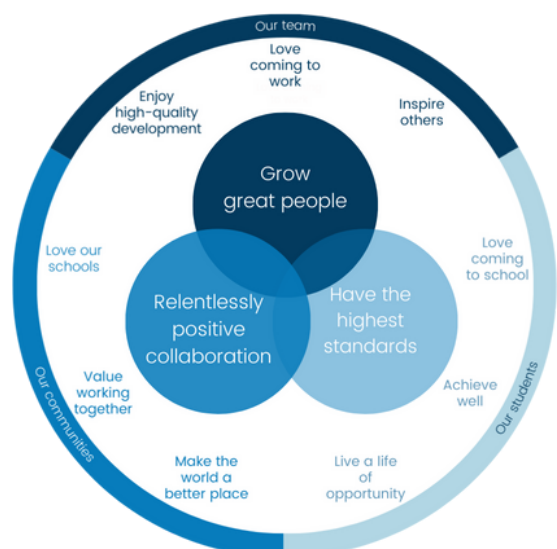 Our team
Love
coming to
work
Enjoy
high-quality
development
Inspire
others
Grow
great people
Love our
schools
Love
coming
to school
Relentlessly
positive
collaboration
Have the
highest
standards
Value
working
together
Achieve
well
Our communities
Our students
Make the
world a
better place
Live a life
of
opportunity